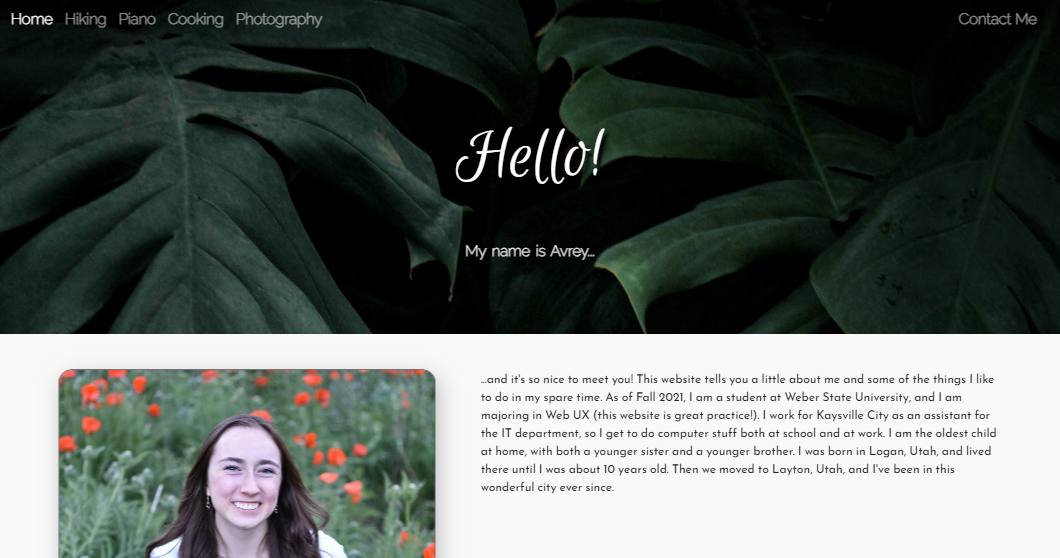 Home Hiking Piano Cooking Photography Contact Me
Hello!
My name is Avrey...
...and it's so nice to meet you! This website tells you a little about me and some of the things I like
to do in my spare time. As of Fall 2021, I am a student at Weber State University, and I am
majoring in Web UX (this website is great practice!). I work for Kaysville City as an assistant for
the IT department, so I get to do computer stuff both at school and at work. I am the oldest child
at home, with both a younger sister and a younger brother. I was born in Logan, Utah, and lived
there until I was about 10 years old. Then we moved to Layton, Utah, and I've been in this
wonderful city ever since.